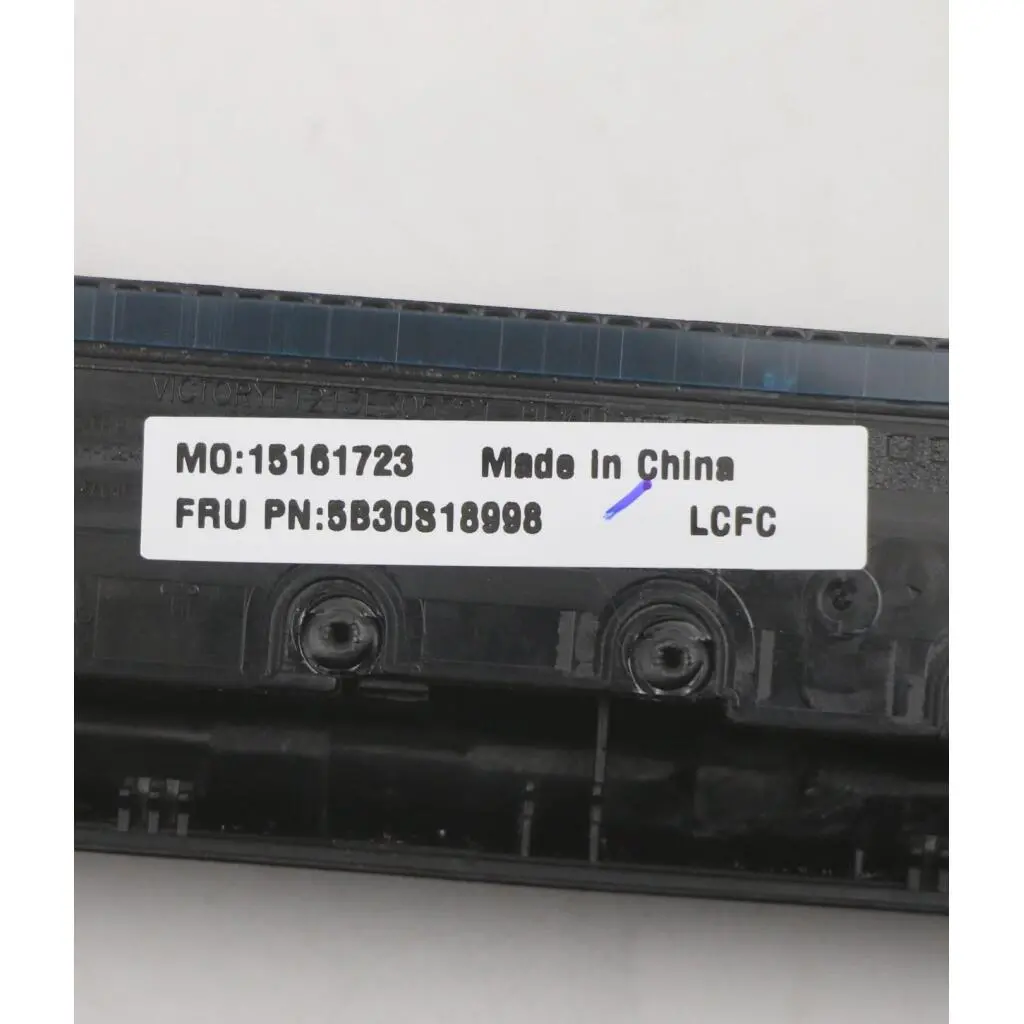 MO:15161723 Made In China
FRU PN:5B30S18998 LCFC